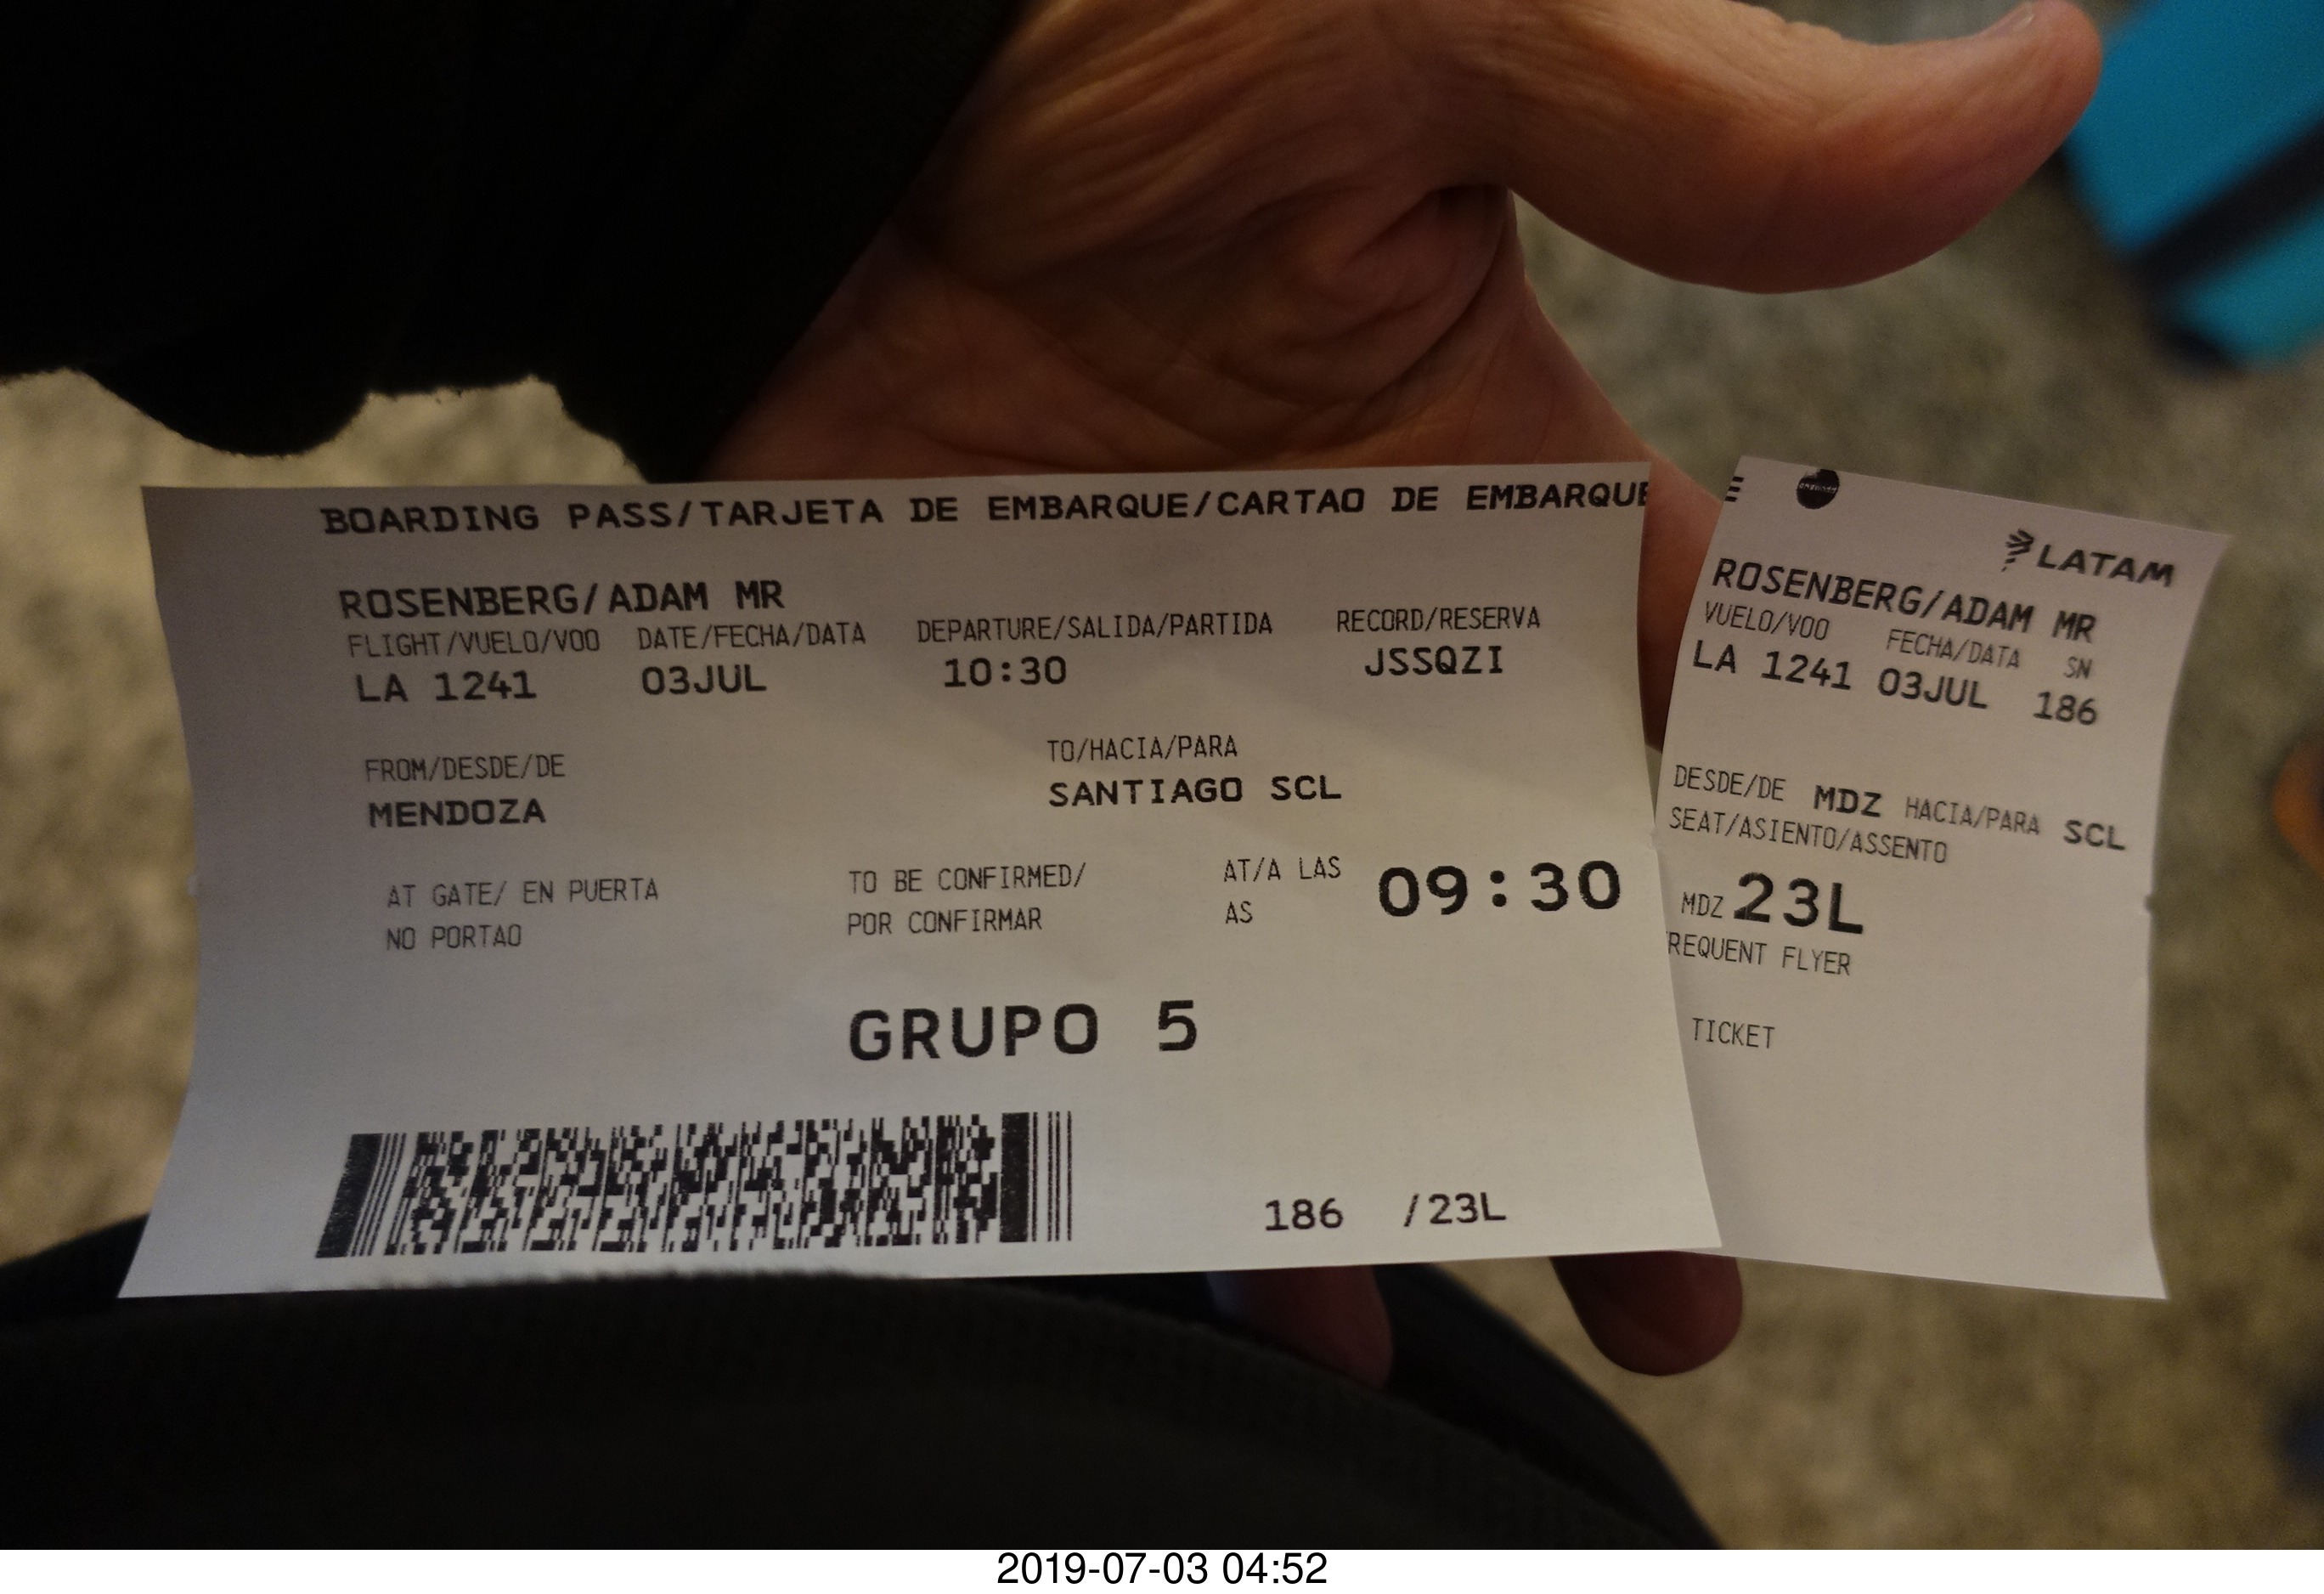 BOARDING PASS/TARJETA DE EMBARQUE/CARTAO DE EMBARQUE
ROSENBERG/ADAM MR
FLIGHT/VUELO/VOO DATE/FECHA/DATA DEPARTURE/SALIDA/PARTIDA RECORD/RESERVA
LA 1241 03JUL 10:30 JSSQZI
FROM/DESDE/DE TO/HACIA/PARA
MENDOZA SANTIAGO SCL
AT GATE/ EN PUERTA TO BE CONFIRMED/ AT/A LAS 09:30
NO PORTAO POR CONFIRMAR AS
GRUPO 5
186 /23L
LATAM
ROSENBERG/ADAM MR
VUELO/VOO FECHA/DATA SN
LA 1241 03JUL 186
DESDE/DE MDZ HACIA/PARA SCL
SEAT/ASIENTO/ASSENTO
MDZ 23L
REQUENT FLYER
TICKET
2019-07-03 04:52